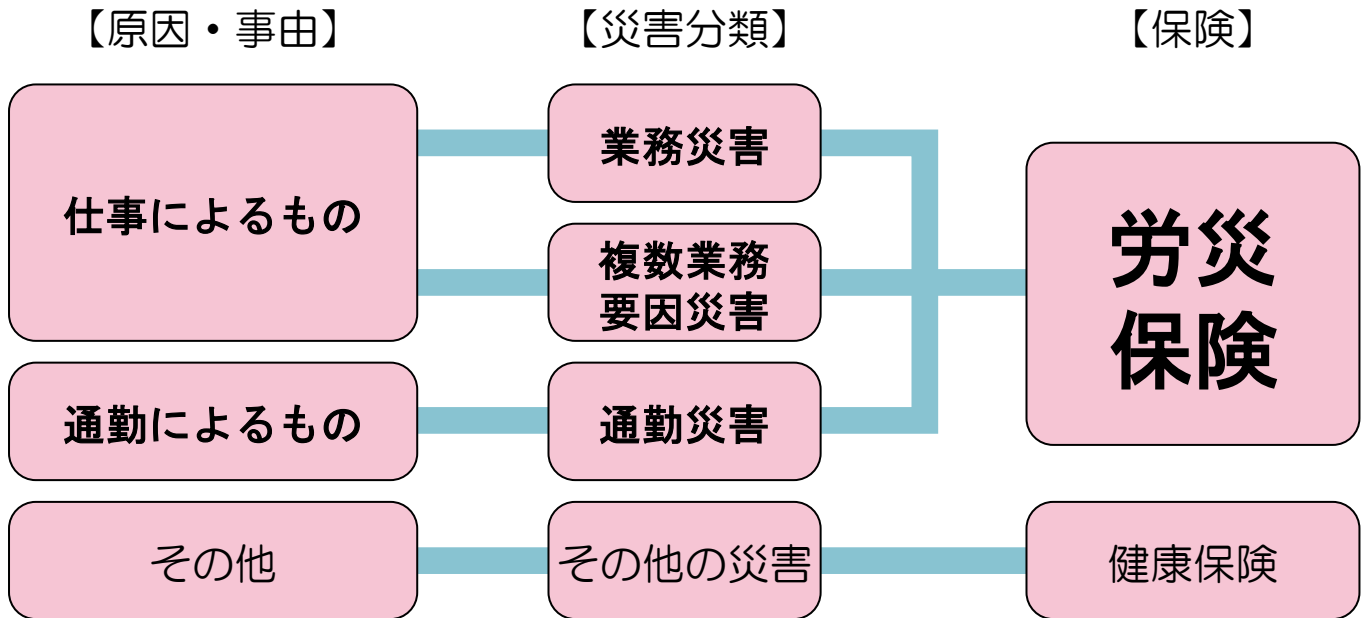 【原因・事由】
【災害分類】
【保険】
仕事によるもの
業務災害
複数業務
要因災害
労災
保険
通勤によるもの
通勤災害
その他
その他の災害
健康保険